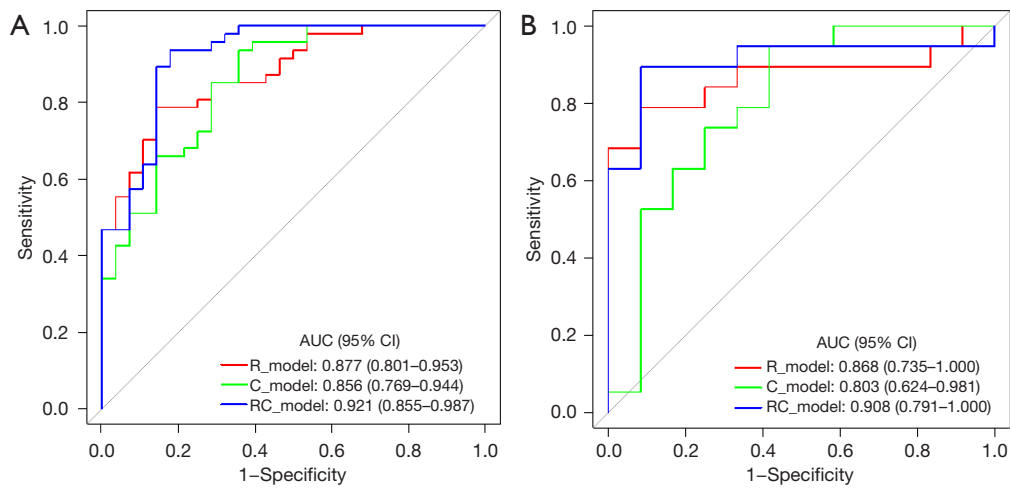 A
1.0
0.8
0.6
0.4
0.2
0.0
Sensitivity
AUC (95% CI)
R_model: 0.877 (0.801–0.953)
C_model: 0.856 (0.769–0.944)
RC_model: 0.921 (0.855–0.987)
0.0 0.2 0.4 0.6 0.8 1.0
1–Specificity
B
1.0
0.8
0.6
0.4
0.2
0.0
Sensitivity
AUC (95% CI)
R_model: 0.868 (0.735–1.000)
C_model: 0.803 (0.624–0.981)
RC_model: 0.908 (0.791–1.000)
0.0 0.2 0.4 0.6 0.8 1.0
1–Specificity